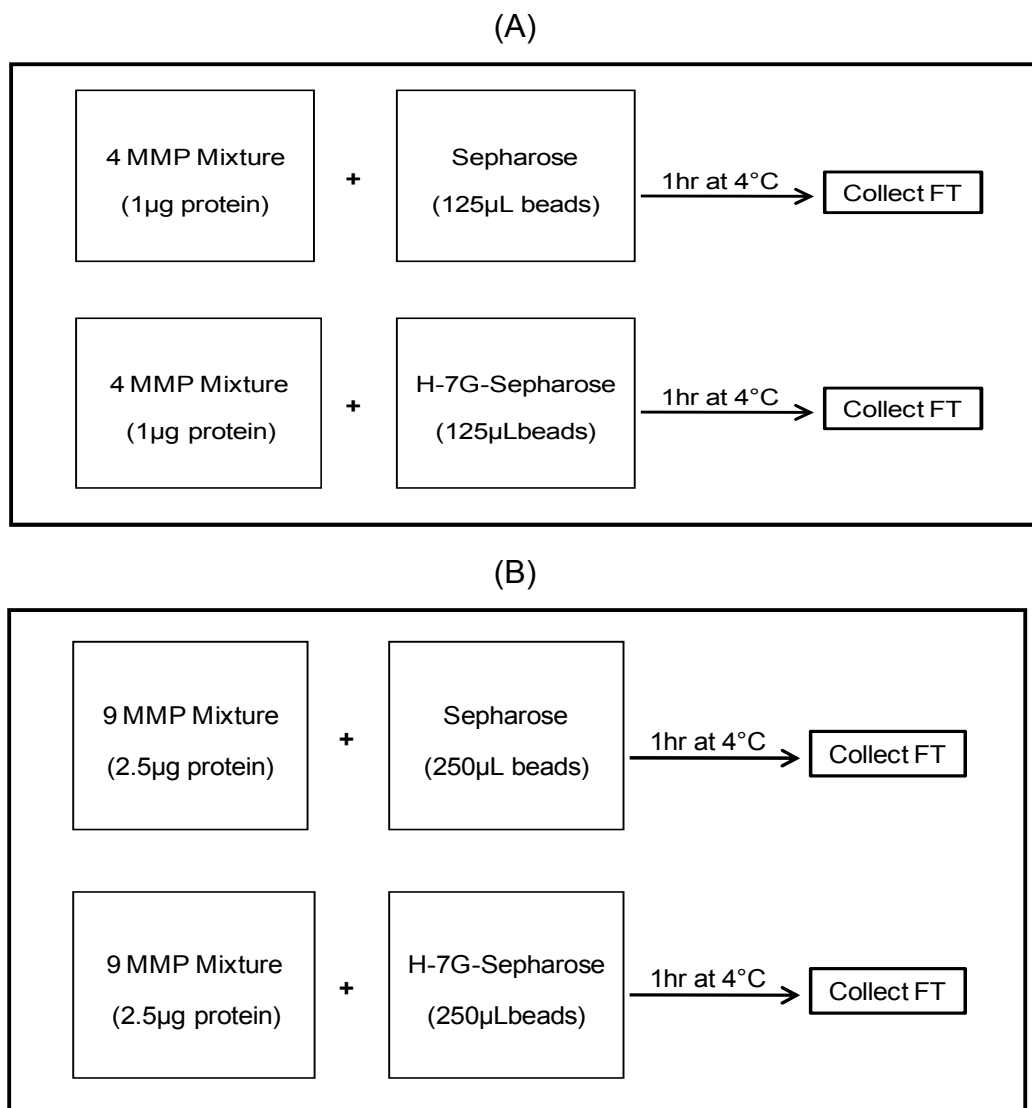 (A)
4 MMP Mixture
(1µg protein)
+
Sepharose
(125µL beads)
1hr at 4°C
Collect FT
4 MMP Mixture
(1µg protein)
+
H-7G-Sepharose
(125µLbeads)
1hr at 4°C
Collect FT
(B)
9 MMP Mixture
(2.5µg protein)
+
Sepharose
(250µL beads)
1hr at 4°C
Collect FT
9 MMP Mixture
(2.5µg protein)
+
H-7G-Sepharose
(250µLbeads)
1hr at 4°C
Collect FT